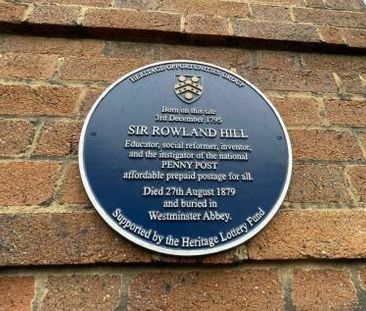 HERITAGE OPPORTUNITIES GROUP
Born on this site
3rd December 1795
SIR ROWLAND HILL
Educator, social reformer, inventor,
and the instigator of the national
PENNY POST
affordable prepaid postage for all.
Died 27th August 1879
and buried in
Westminster Abbey.
Supported by the Heritage Lottery Fund